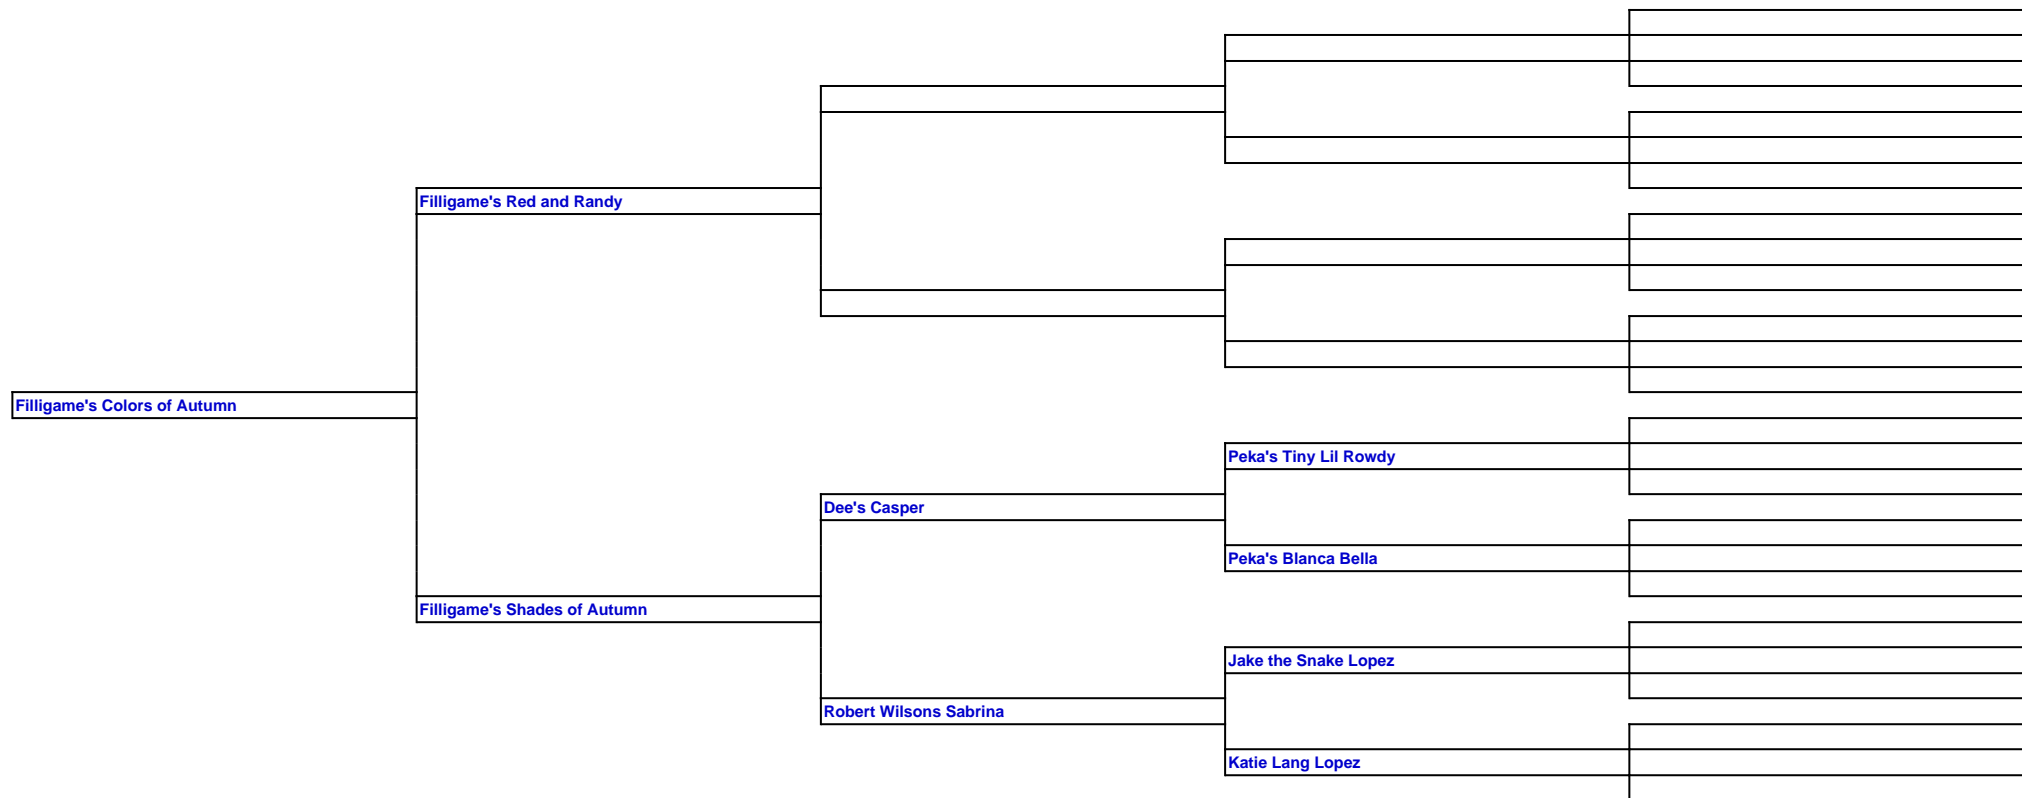 Filligame's Red and Randy
Filligame's Colors of Autumn
Peka's Tiny Lil Rowdy
Dee's Casper
Peka's Blanca Bella
Filligame's Shades of Autumn
Jake the Snake Lopez
Robert Wilsons Sabrina
Katie Lang Lopez